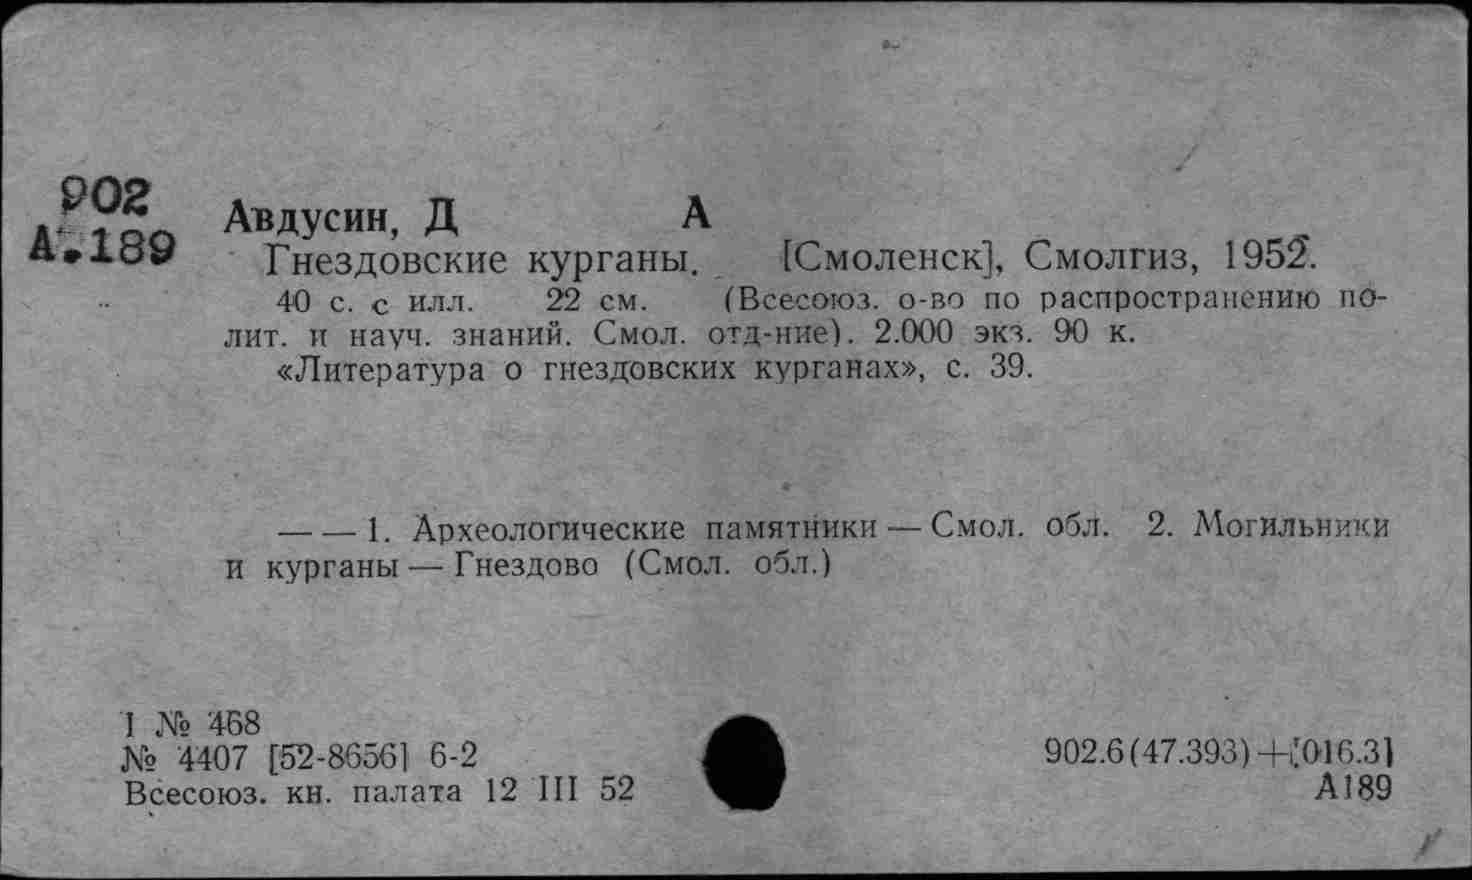 902
А.189
Авдусин, Д А
Гнездовские курганы. [Смоленск], Смолгиз, 1952.
40 с. с илл. 22 см. (Всесоюз. о-во по распространению по-
лит. и науч. знаний. Смол. отд-ние). 2.000 экз. 90 к.
«Литература о гнездовских курганах», с. 39.
— — 1. Археологические памятники — Смол. обл. 2. Могильники
и курганы — Гнездово (Смол. обл.)
1 № 468
№ 4407 [52-8656] 6-2
Всесоюз. кн. палата 12 III 52
902.6(47.393)+[016.3]
А189